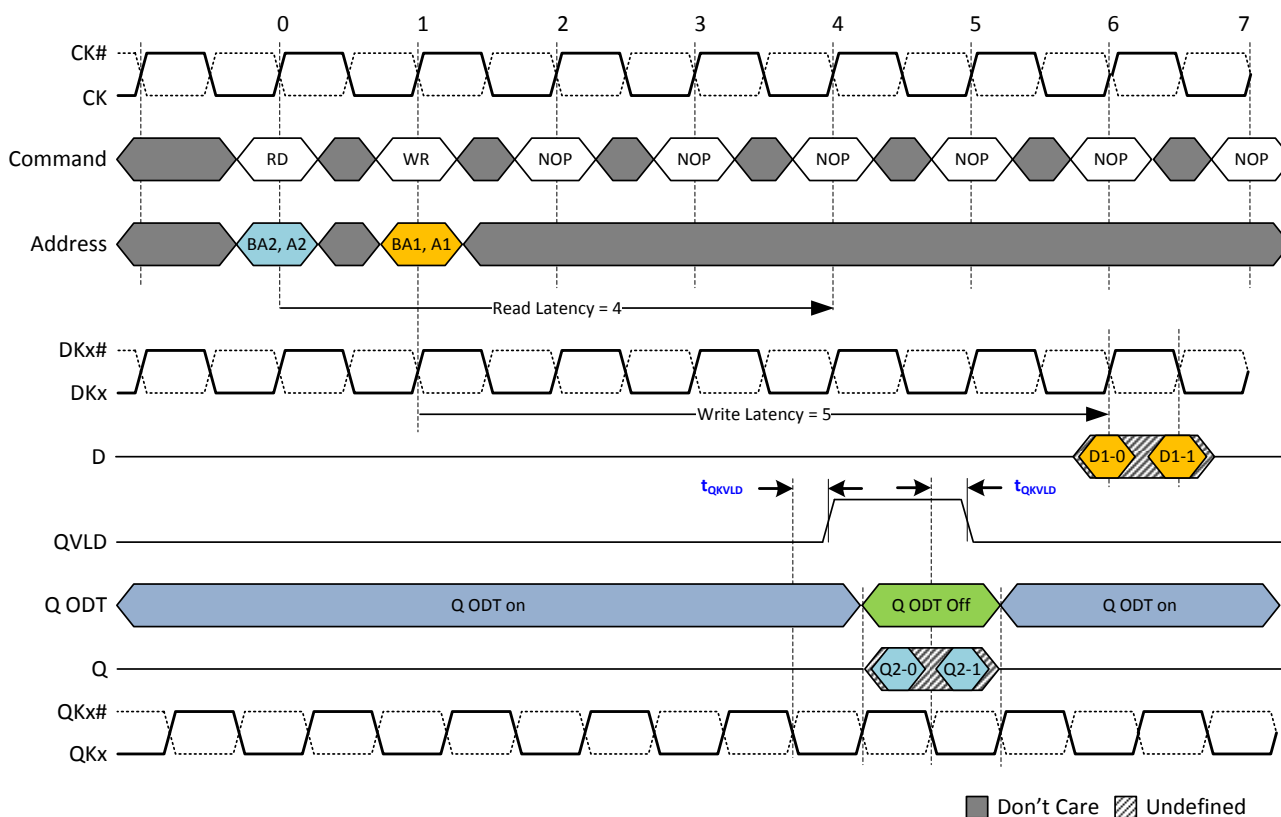 0 1 2 3 4 5 6 7
CK#
CK
Command RD WR NOP NOP NOP NOP NOP NOP
Address BA2, A2 BA1, A1
Read Latency = 4
DKx#
DKx
Write Latency = 5
D D1-0 D1-1
tQKVLD tQKVLD
QVLD
Q ODT Q ODT on Q ODT Off Q ODT on
Q Q2-0 Q2-1
QKx#
QKx
Don't Care Undefined